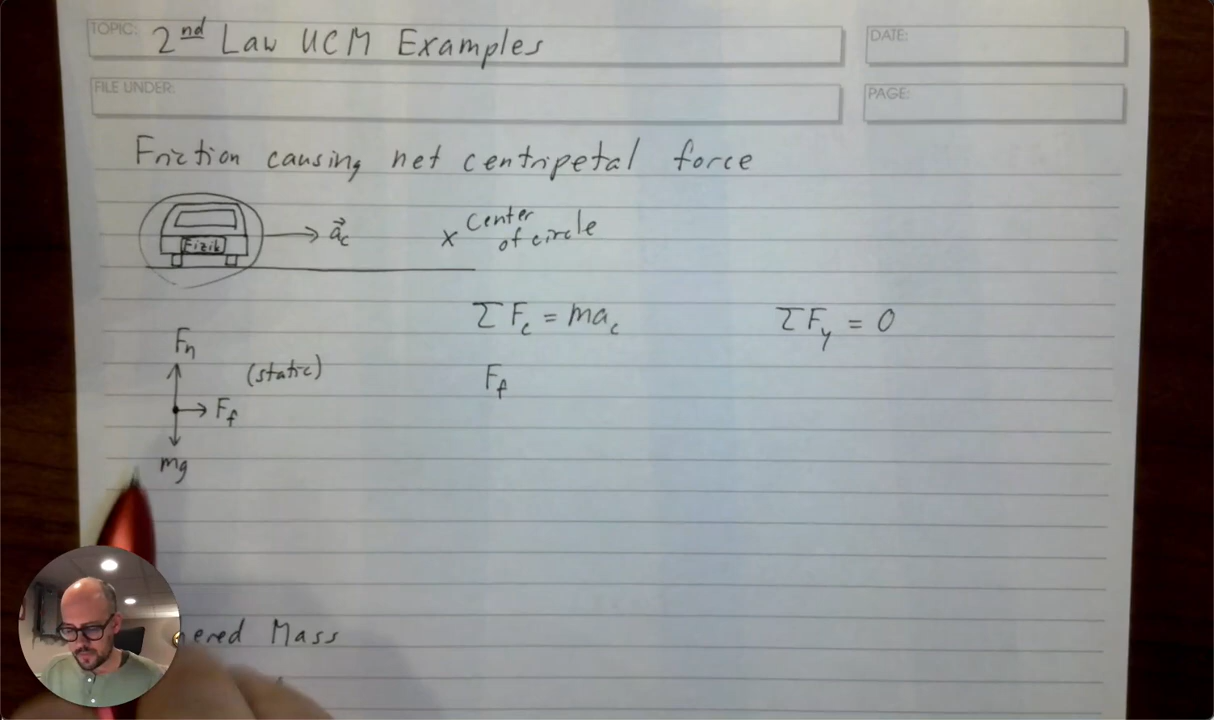 TOPIC: 2nd Law UCM Examples
DATE:
FILE UNDER:
PAGE:
Friction causing net centripetal force
Fizik
a⃗c
x Center
of circle
ΣFc = mac
ΣFy = 0
Fn
(static)
Ff
Ff
mg
Mass